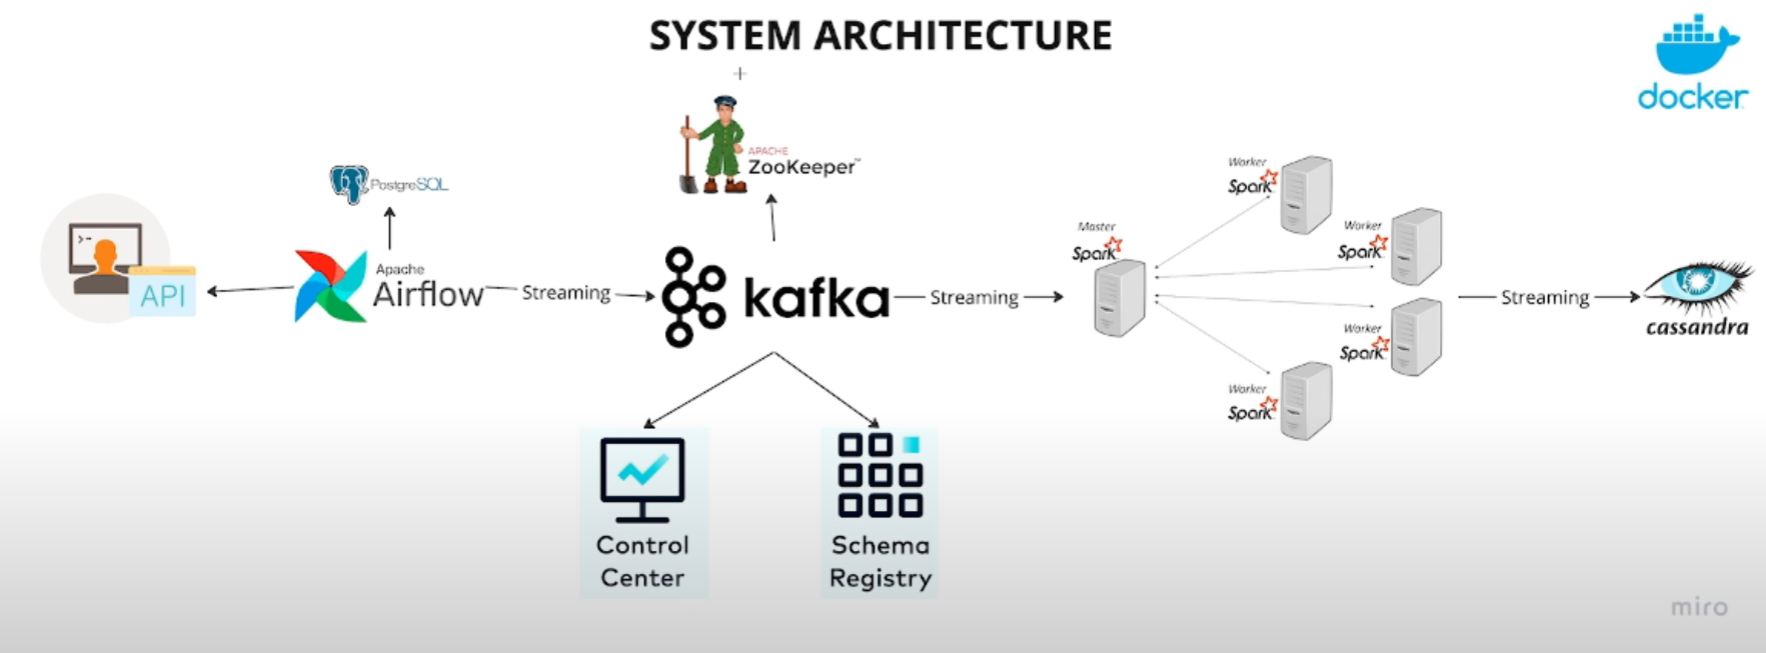 SYSTEM ARCHITECTURE
docker
APACHE
ZooKeeper™
PostgreSQL
>-
API
Apache
Airflow
Streaming
kafka
Streaming
Master
Spark
Worker
Spark
Worker
Spark
Worker
Spark
Worker
Spark
Streaming
cassandra
Control
Center
Schema
Registry
miro